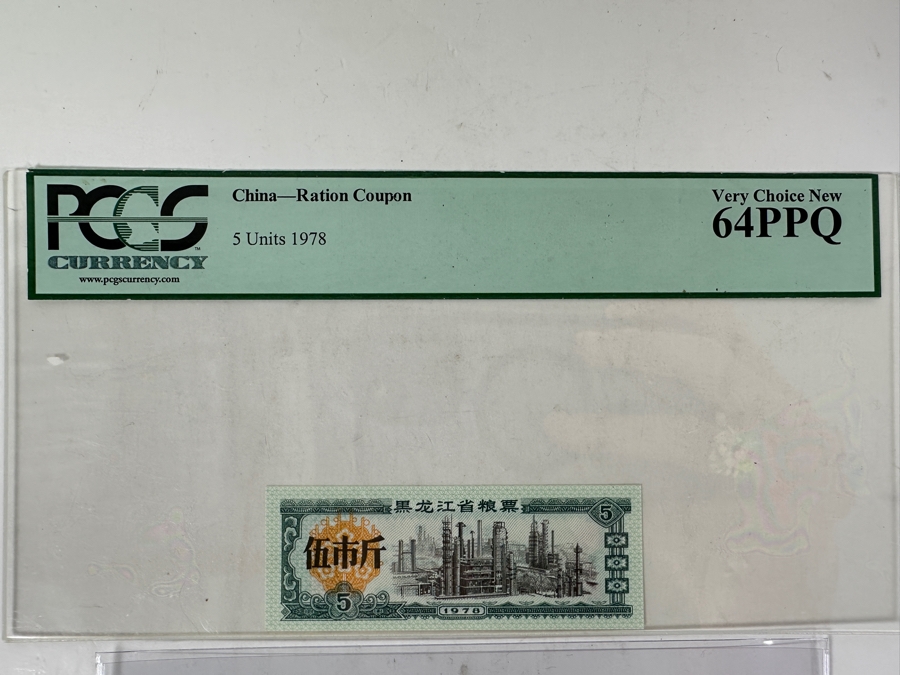 PCGS
CURRENCY
www.pcgscurrency.com
China—Ration Coupon
5 Units 1978
Very Choice New
64PPQ
黑龙江省粮票
5
伍市斤
5
1978